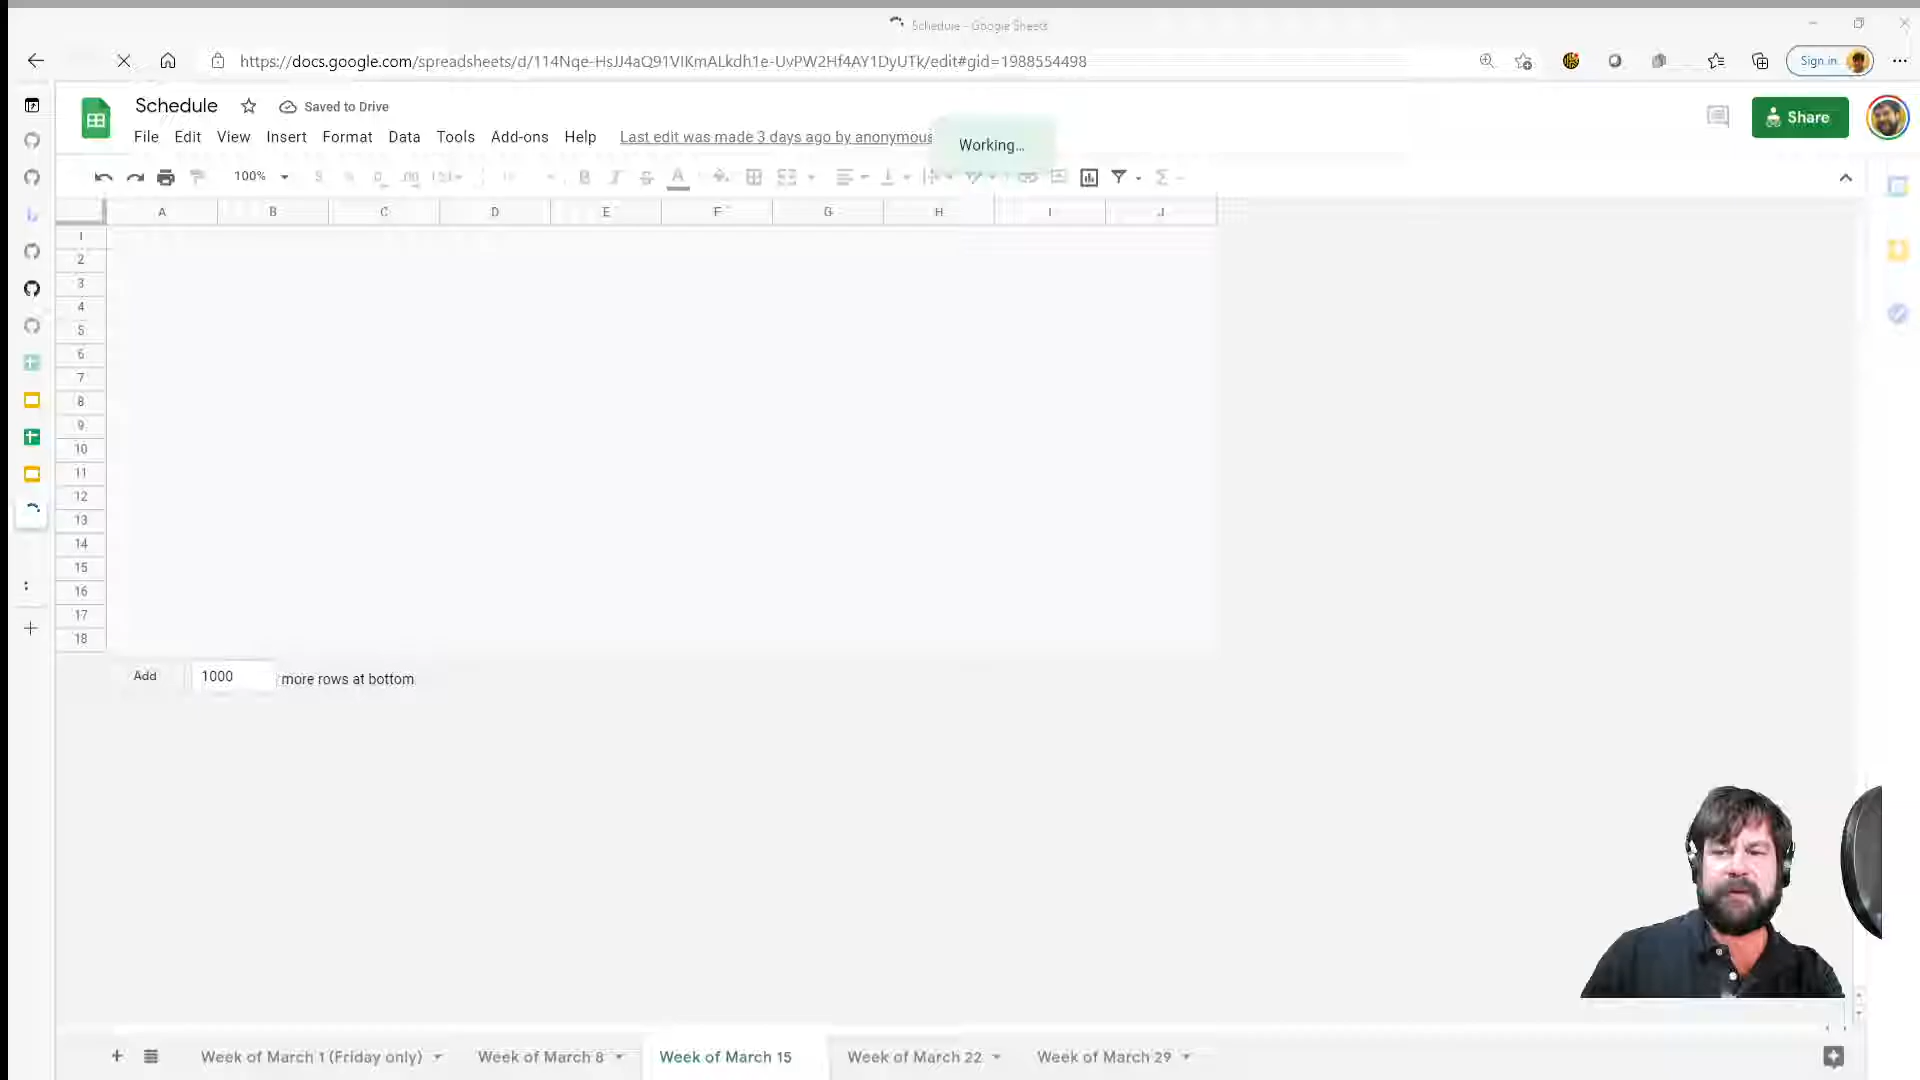 Schedule - Google Sheets
https://docs.google.com/spreadsheets/d/114Nqe-HsJJ4aQ91VIKmALkdh1e-UvPW2Hf4AY1DyUTk/edit#gid=1988554498
Sign in
Schedule
Saved to Drive
File Edit View Insert Format Data Tools Add-ons Help Last edit was made 3 days ago by anonymous
Working...
Share
100% $ % .0 .00 123
A B C D E F G H I J
1
2
3
4
5
6
7
8
9
10
11
12
13
14
15
16
17
18
Add 1000 more rows at bottom
Week of March 1 (Friday only) Week of March 8 Week of March 15 Week of March 22 Week of March 29